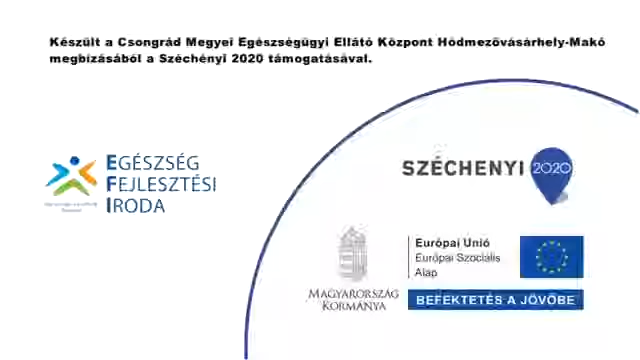 Készült a Csongrád Megyei Egészségügyi Ellátó Központ Hódmezővásárhely-Makó
megbízásából a Széchényi 2020 támogatásával.
EGÉSZSÉG
FEJLESZTÉSI
IRODA
SZÉCHENYI 2020
MAGYARORSZÁG
KORMÁNYA
Európai Unió
Európai Szociális
Alap
BEFEKTETÉS A JÖVŐBE